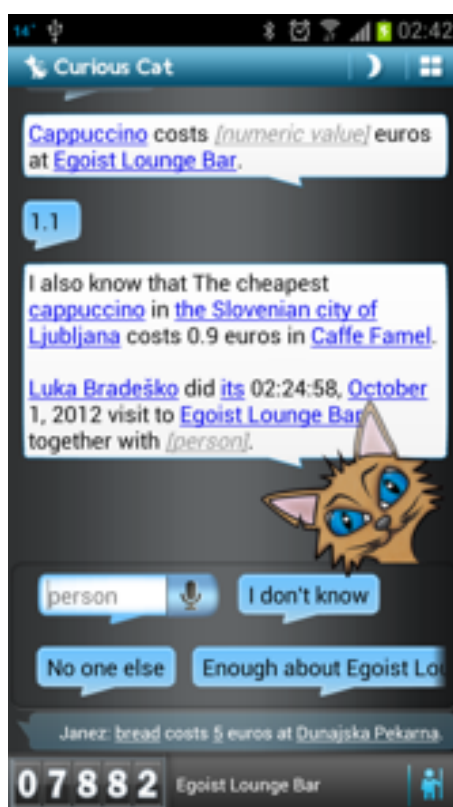 14°
02:42
Curious Cat
Cappuccino costs [numeric value] euros
at Egoist Lounge Bar.
1.1
I also know that The cheapest
cappuccino in the Slovenian city of
Ljubljana costs 0.9 euros in Caffe Famel.
Luka Bradeško did its 02:24:58, October
1, 2012 visit to Egoist Lounge Bar
together with [person].
person
I don't know
No one else
Enough about Egoist Lou
Janez: bread costs 5 euros at Dunajska Pekarna.
07882
Egoist Lounge Bar